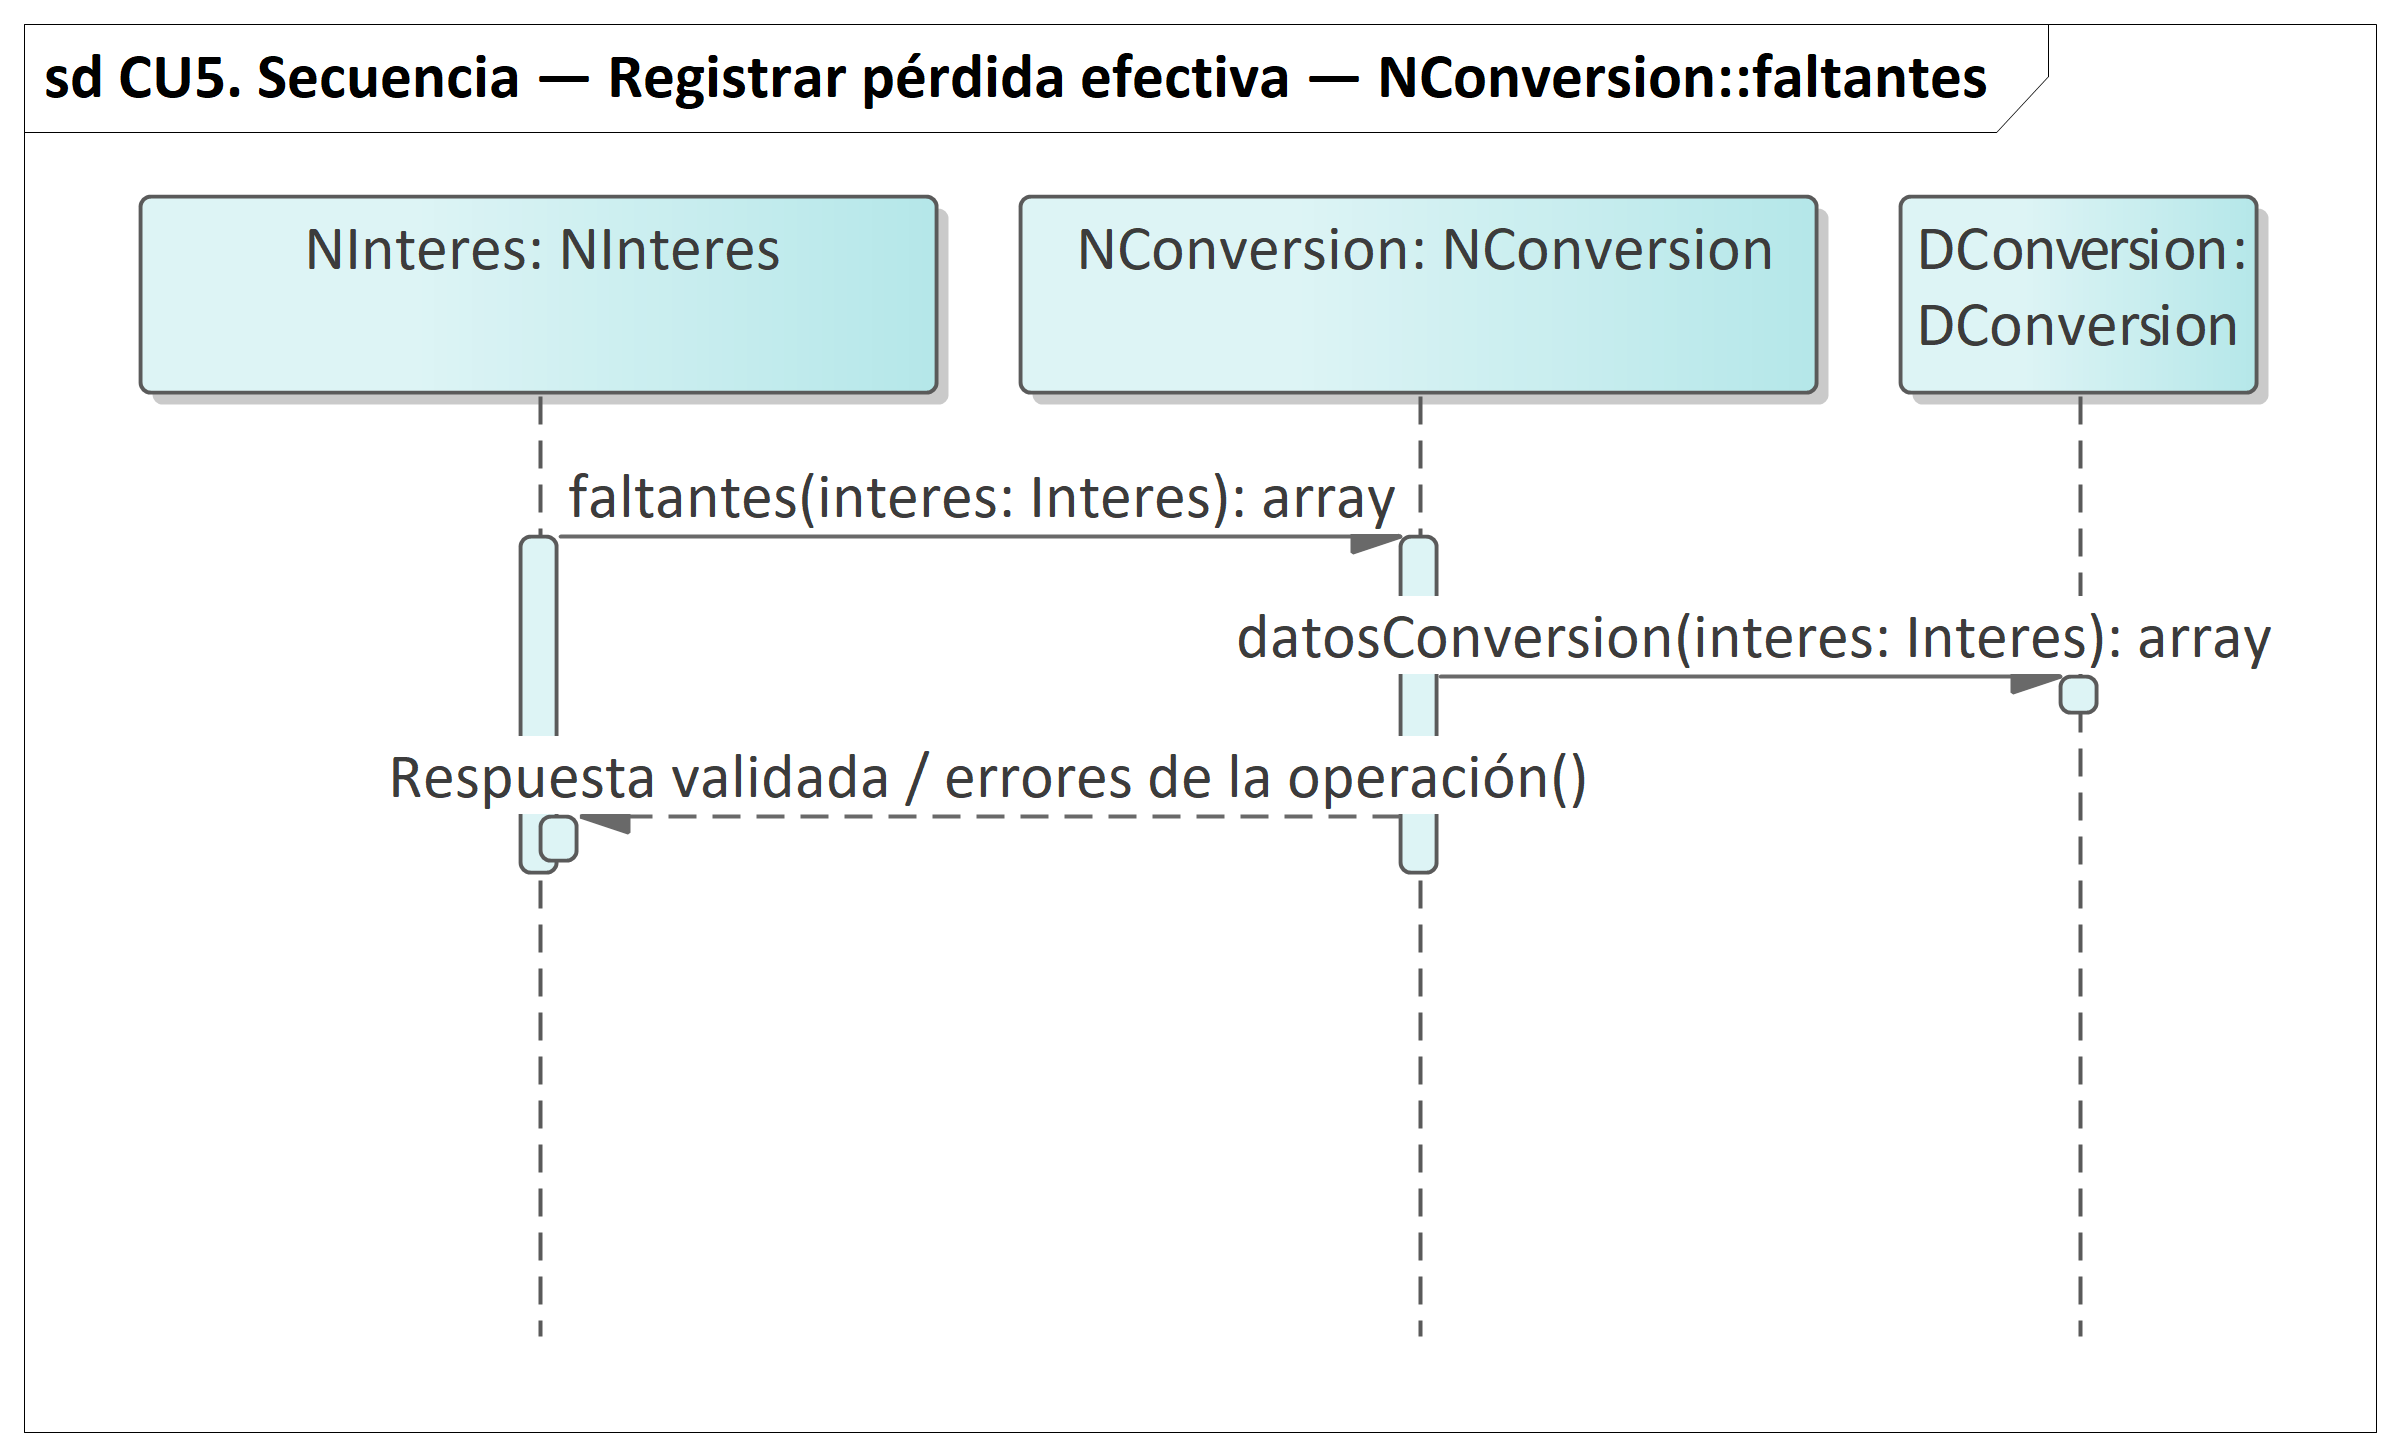 sd CU5. Secuencia — Registrar pérdida efectiva — NConversion::faltantes
NInteres: NInteres
NConversion: NConversion
DConversion:
DConversion
faltantes(interes: Interes): array
datosConversion(interes: Interes): array
Respuesta validada / errores de la operación()